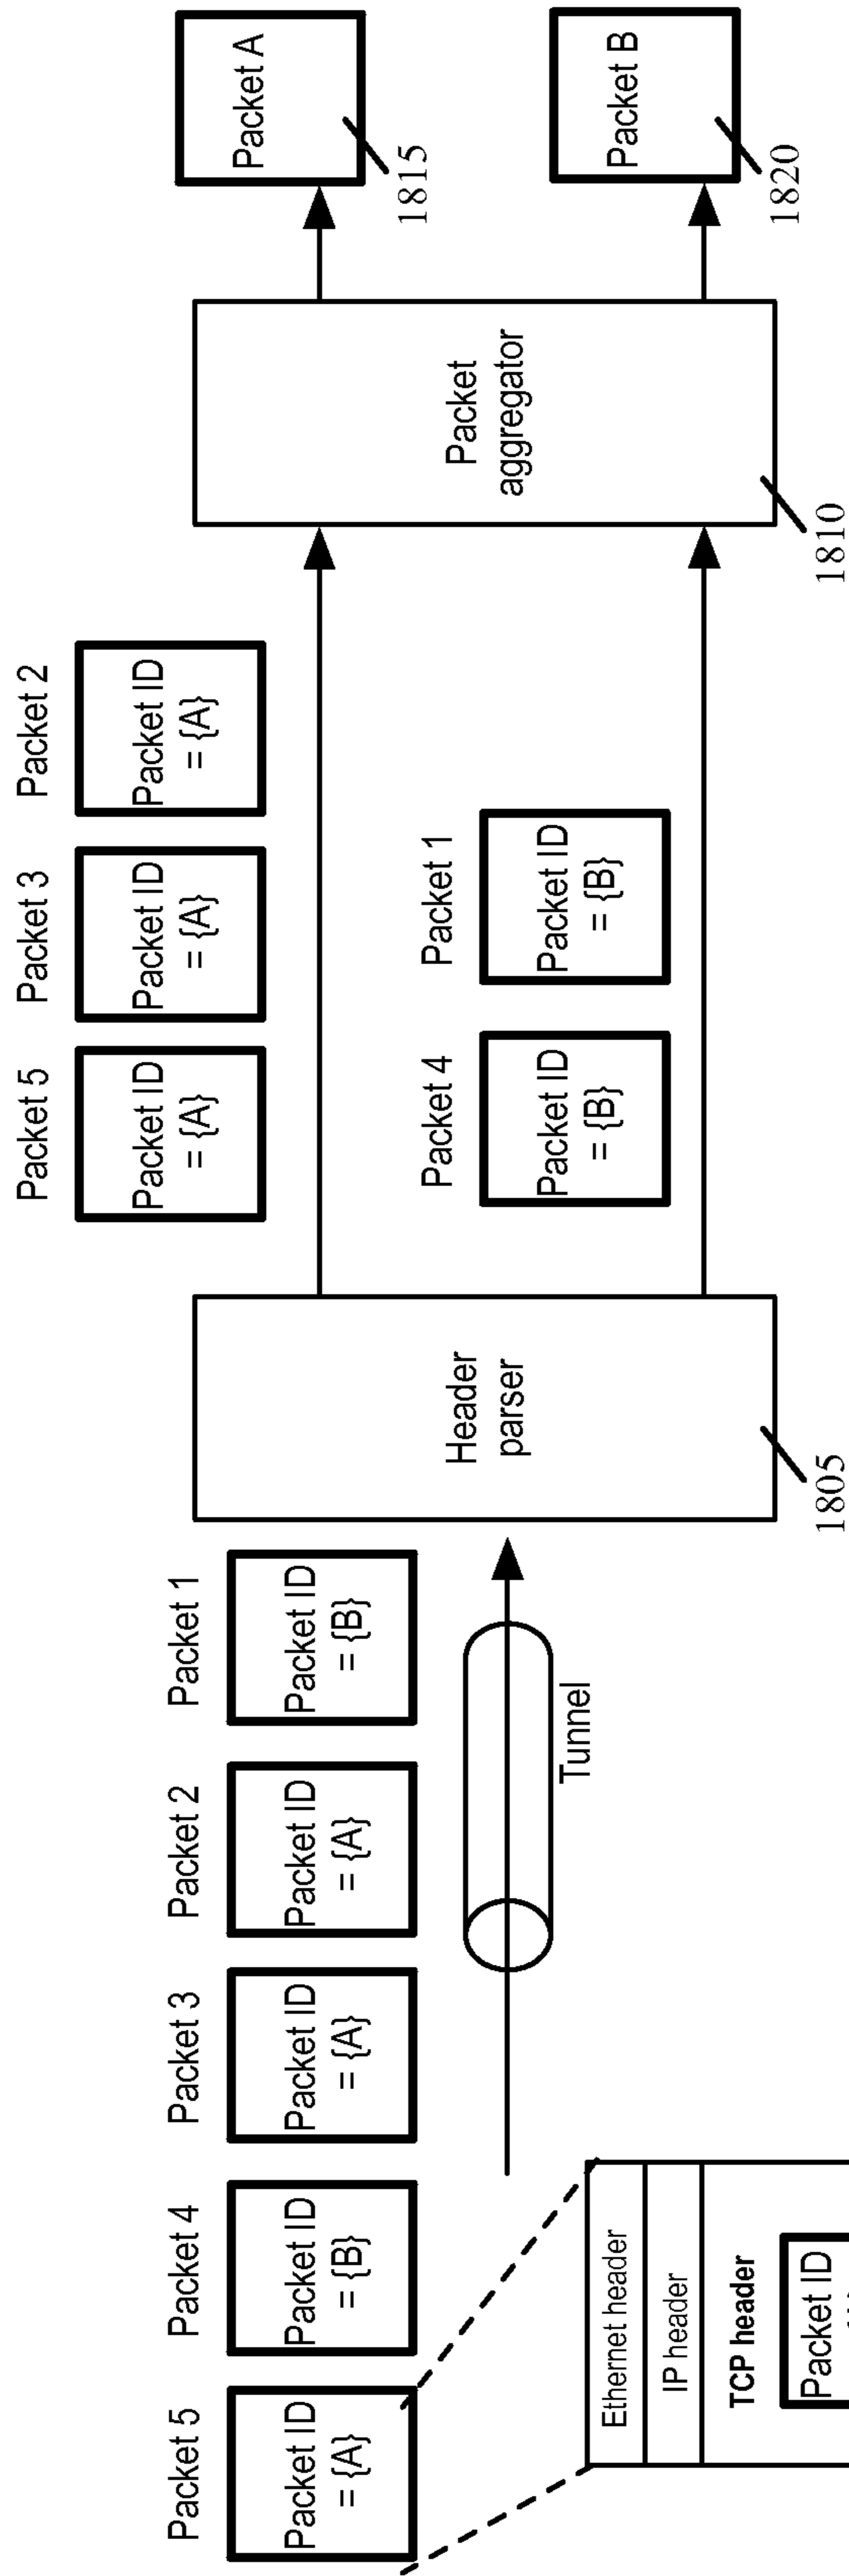 Packet 5
Packet ID
= {A}
Packet 4
Packet ID
= {B}
Packet 3
Packet ID
= {A}
Packet 2
Packet ID
= {A}
Packet 1
Packet ID
= {B}
Tunnel
Ethernet header
IP header
TCP header
Packet ID
Header
parser
1805
Packet 5
Packet ID
= {A}
Packet 3
Packet ID
= {A}
Packet 2
Packet ID
= {A}
Packet 4
Packet ID
= {B}
Packet 1
Packet ID
= {B}
Packet
aggregator
1810
Packet A
1815
Packet B
1820